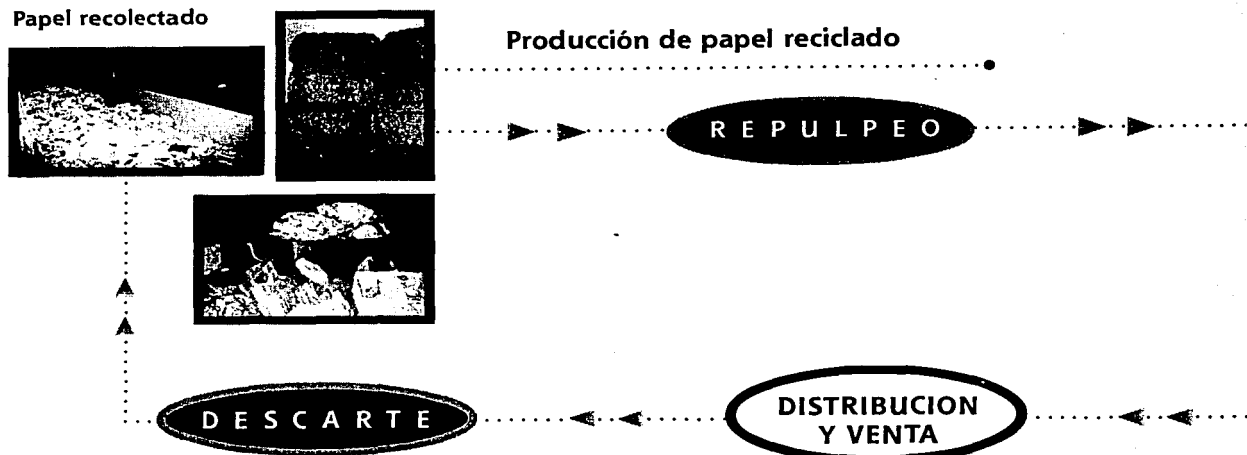 Papel recolectado
Producción de papel reciclado
REPULPEO
DESCARTE
DISTRIBUCION
Y VENTA